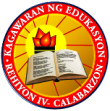 KAGAWARAN NG EDUKASYON
REHIYON IV- CALABARZON